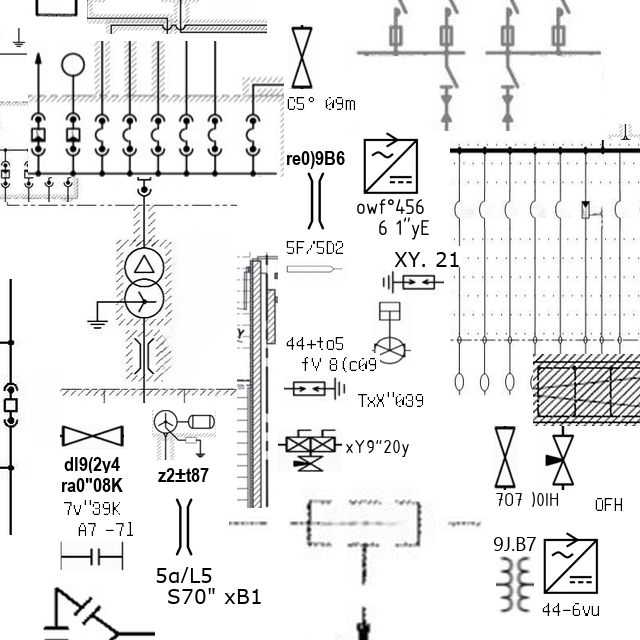 C5° 09m
re0)9B6
owf°456
6 1"yE
5F/'5D2
XY. 21
44+to5
fV 8(c09
TxX"039
xY9"20y
dl9(2y4
ra0"08K
z2±t87
7v"39K
A7 -7l
707 )0IH
0FH
9J.B7
5a/L5
S70" xB1
44-6vu